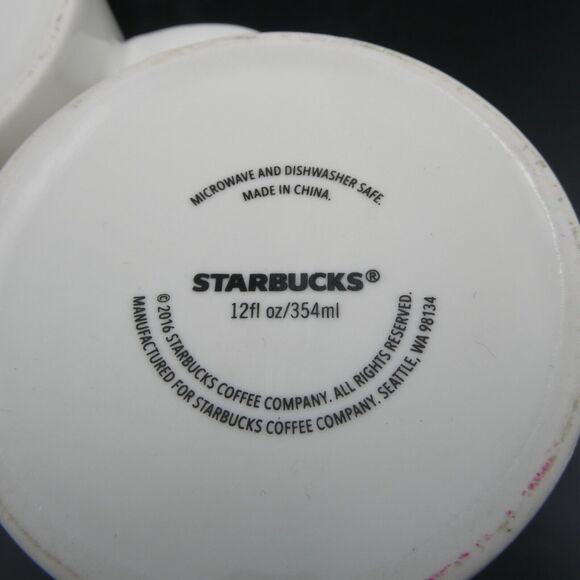 MICROWAVE AND DISHWASHER SAFE.
MADE IN CHINA.
STARBUCKS®
12fl oz/354ml
© 2016 STARBUCKS COFFEE COMPANY. ALL RIGHTS RESERVED.
MANUFACTURED FOR STARBUCKS COFFEE COMPANY. SEATTLE, WA 98134